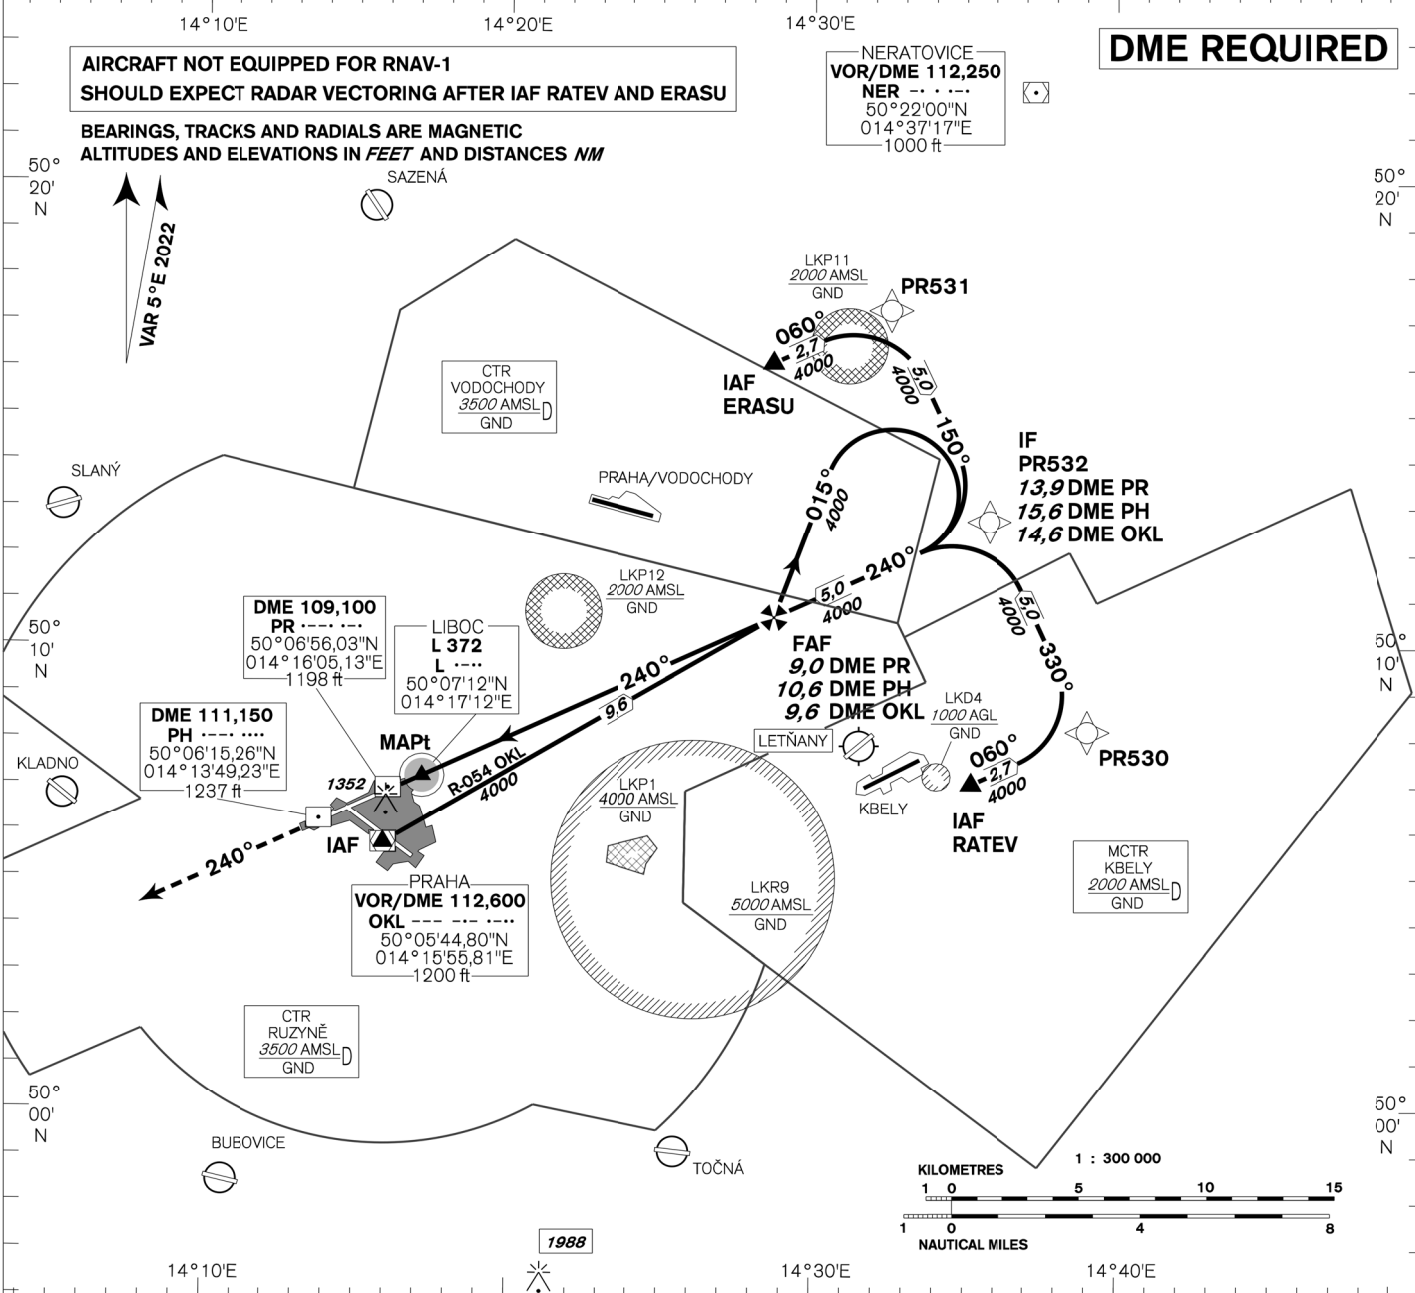 14°10'E
14°20'E
14°30'E
DME REQUIRED
AIRCRAFT NOT EQUIPPED FOR RNAV-1
SHOULD EXPECT RADAR VECTORING AFTER IAF RATEV AND ERASU
BEARINGS, TRACKS AND RADIALS ARE MAGNETIC
ALTITUDES AND ELEVATIONS IN FEET AND DISTANCES NM
NERATOVICE
VOR/DME 112,250
NER -· · ·-·
50°22'00"N
014°37'17"E
1000 ft
50°
20'
N
50°
20'
N
VAR 5°E 2022
SAZENÁ
LKP11
2000 AMSL
GND
PR531
060°
2,7
4000
5,0
4000
150°
IAF
ERASU
CTR
VODOCHODY
3500 AMSL
GND
D
IF
PR532
13,9 DME PR
15,6 DME PH
14,6 DME OKL
SLANÝ
PRAHA/VODOCHODY
015°
4000
LKP12
2000 AMSL
GND
240°
5,0
4000
5,0
4000
330°
DME 109,100
PR ·--· ·-·
50°06'56,03"N
014°16'05,13"E
1198 ft
LIBOC
L 372
L ·-··
50°07'12"N
014°17'12"E
50°
10'
N
50°
10'
N
FAF
9,0 DME PR
10,6 DME PH
9,6 DME OKL
240°
9,6
DME 111,150
PH ·--· ····
50°06'15,26"N
014°13'49,23"E
1237 ft
LKD4
1000 AGL
GND
LETŇANY
MAPt
R-054 OKL
4000
KLADNO
1352
LKP1
4000 AMSL
GND
KBELY
060°
2,7
4000
PR530
IAF
RATEV
IAF
240°
PRAHA
VOR/DME 112,600
OKL --- -·- ·-··
50°05'44,80"N
014°15'55,81"E
1200 ft
LKR9
5000 AMSL
GND
MCTR
KBELY
2000 AMSL
GND
D
CTR
RUZYNĚ
3500 AMSL
GND
D
50°
00'
N
50°
00'
N
BUEOVICE
TOČNÁ
1 : 300 000
KILOMETRES
1 0 5 10 15
1 0 4 8
NAUTICAL MILES
1988
14°10'E
14°30'E
14°40'E